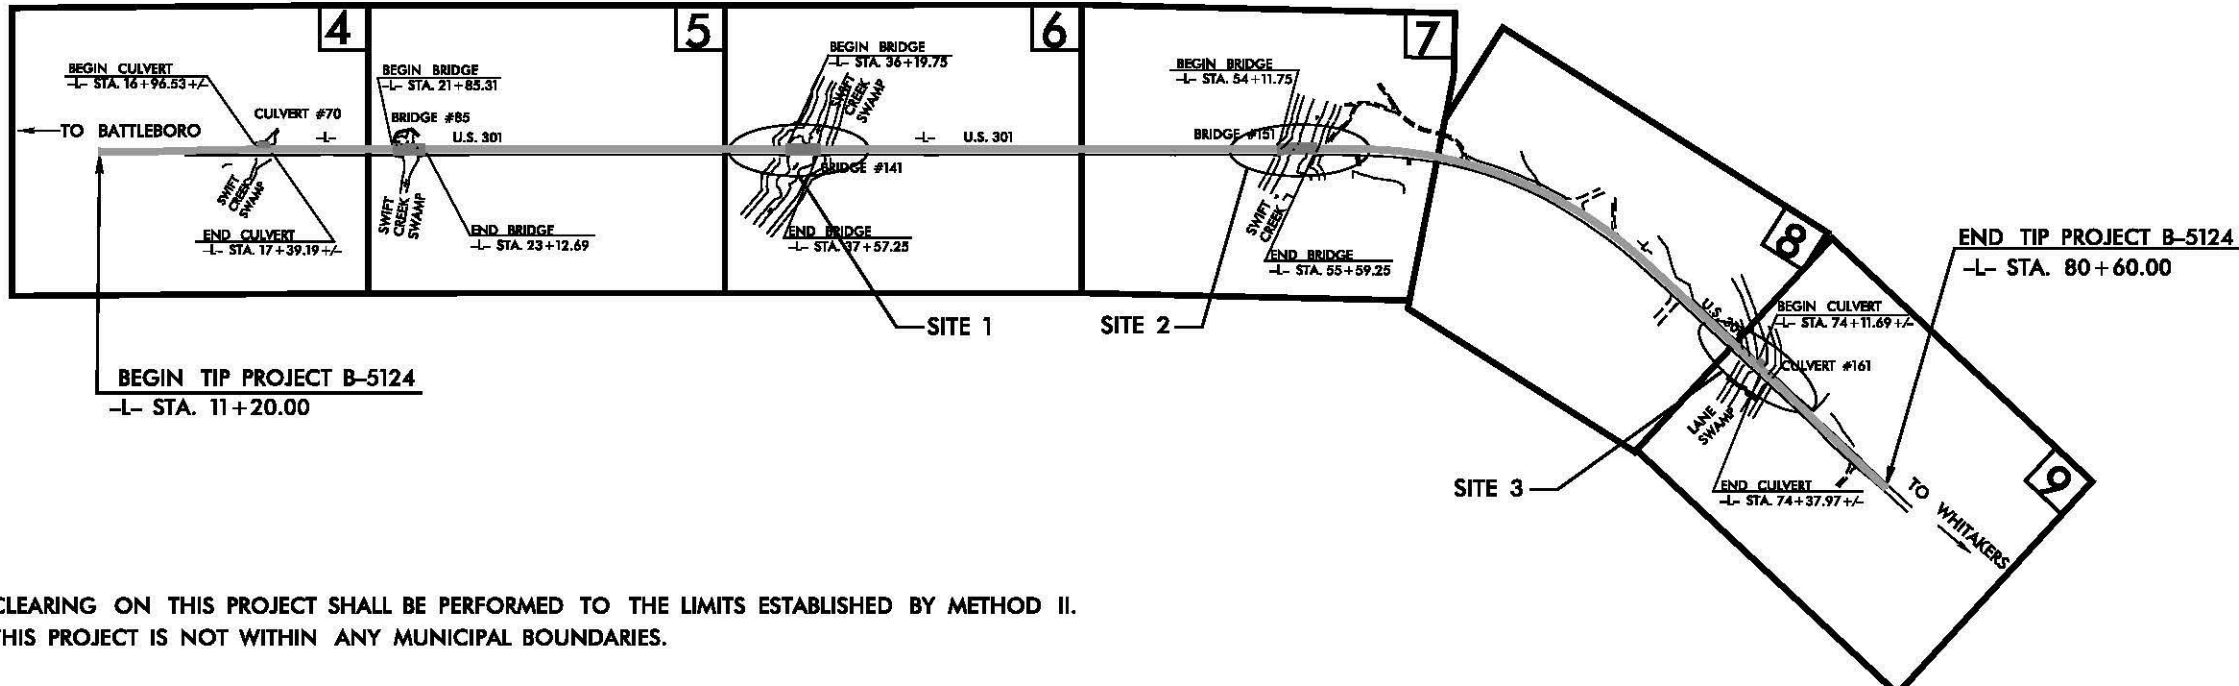 4
5
6
7
8
9
BEGIN CULVERT
-L- STA. 16+96.53+/-
CULVERT #70
-L-
TO BATTLEBORO
SWIFT
CREEK
SWAMP
END CULVERT
-L- STA. 17+39.19+/-
BEGIN BRIDGE
-L- STA. 21+85.31
BRIDGE #85
U.S. 301
SWIFT
CREEK
SWAMP
END BRIDGE
-L- STA. 23+12.69
BEGIN BRIDGE
-L- STA. 36+19.75
SWIFT
CREEK
SWAMP
-L-
U.S. 301
BRIDGE #141
END BRIDGE
-L- STA. 37+57.25
SITE 1
BEGIN BRIDGE
-L- STA. 54+11.75
BRIDGE #151
SWIFT
CREEK
END BRIDGE
-L- STA. 55+59.25
SITE 2
-L-
U.S. 301
BEGIN CULVERT
-L- STA. 74+11.69+/-
CULVERT #161
LANE
SWAMP
END CULVERT
-L- STA. 74+37.97+/-
SITE 3
TO WHITAKERS
END TIP PROJECT B-5124
-L- STA. 80+60.00
BEGIN TIP PROJECT B-5124
-L- STA. 11+20.00
CLEARING ON THIS PROJECT SHALL BE PERFORMED TO THE LIMITS ESTABLISHED BY METHOD II.
THIS PROJECT IS NOT WITHIN ANY MUNICIPAL BOUNDARIES.